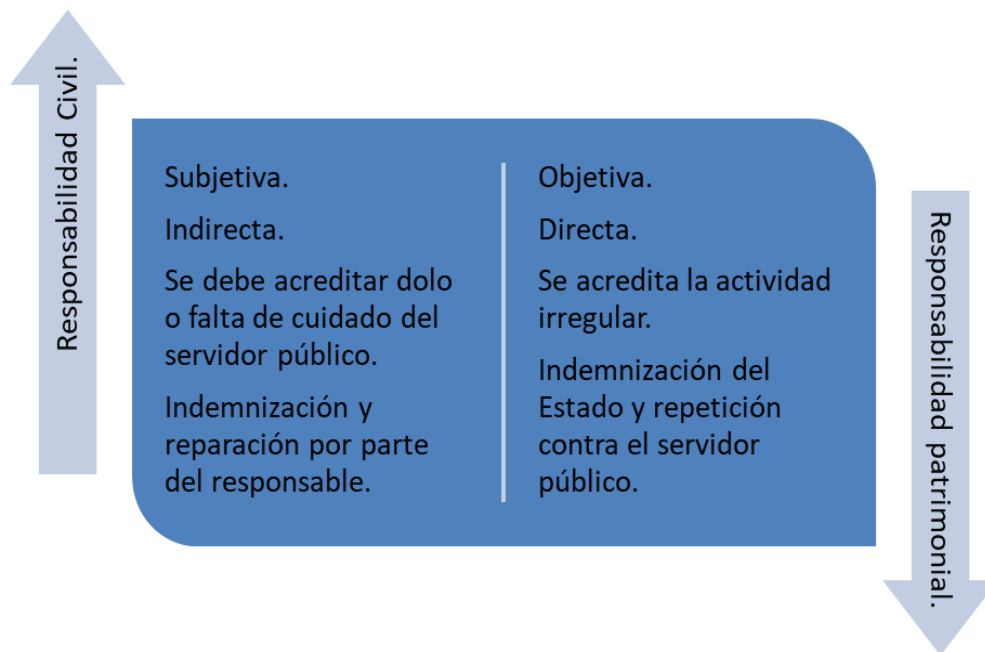 Responsabilidad Civil.
Subjetiva.
Indirecta.
Se debe acreditar dolo
o falta de cuidado del
servidor público.
Indemnización y
reparación por parte
del responsable.
Objetiva.
Directa.
Se acredita la actividad
irregular.
Indemnización del
Estado y repetición
contra el servidor
público.
Responsabilidad patrimonial.